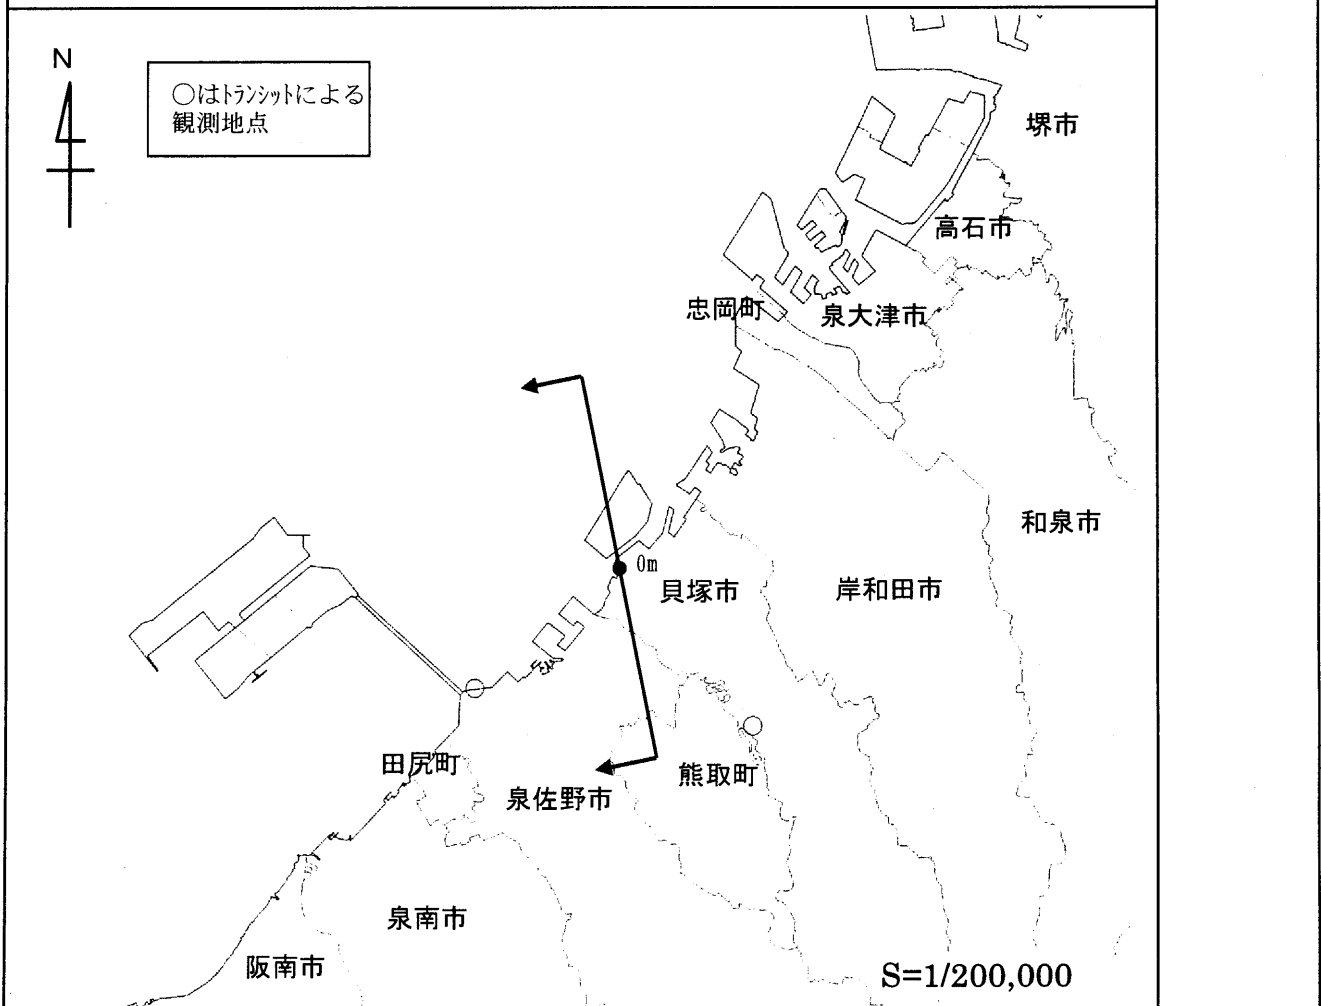 N
○はトランシットによる
観測地点
堺市
高石市
忠岡町
泉大津市
和泉市
0m
貝塚市
岸和田市
田尻町
熊取町
泉佐野市
泉南市
阪南市
S=1/200,000